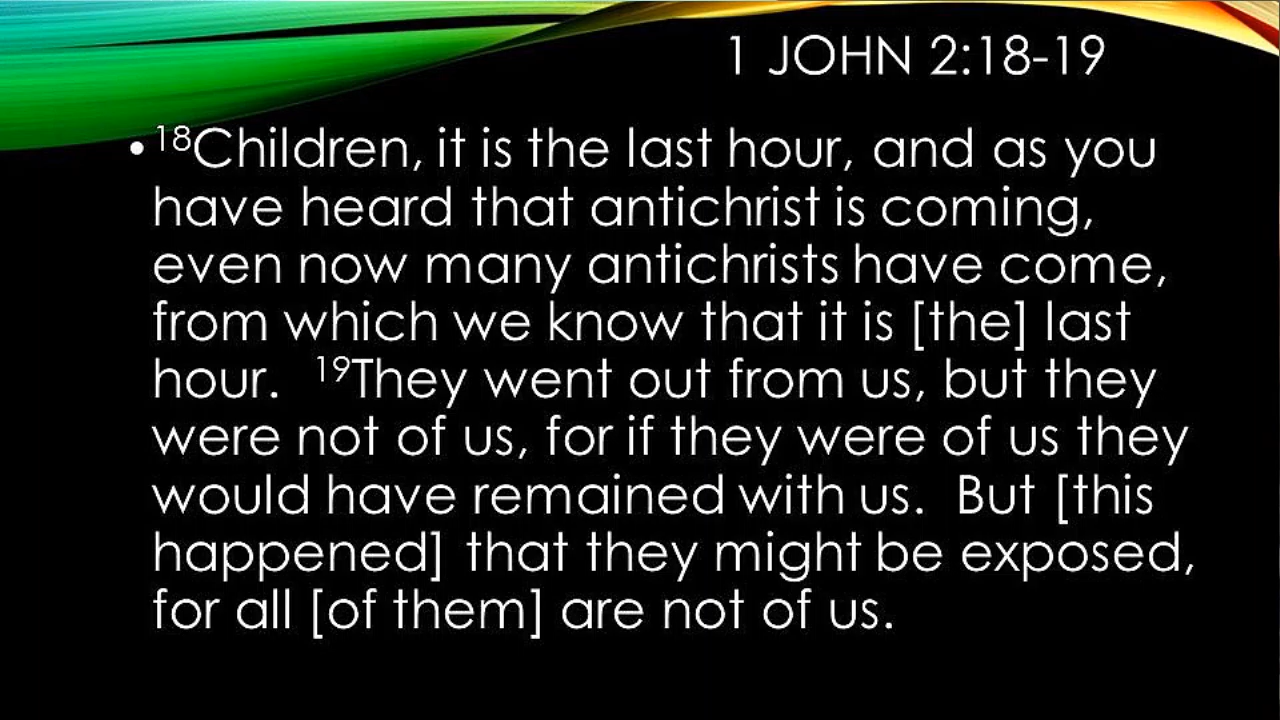 1 JOHN 2:18-19
• 18Children, it is the last hour, and as you
have heard that antichrist is coming,
even now many antichrists have come,
from which we know that it is [the] last
hour.  19They went out from us, but they
were not of us, for if they were of us they
would have remained with us.  But [this
happened] that they might be exposed,
for all [of them] are not of us.